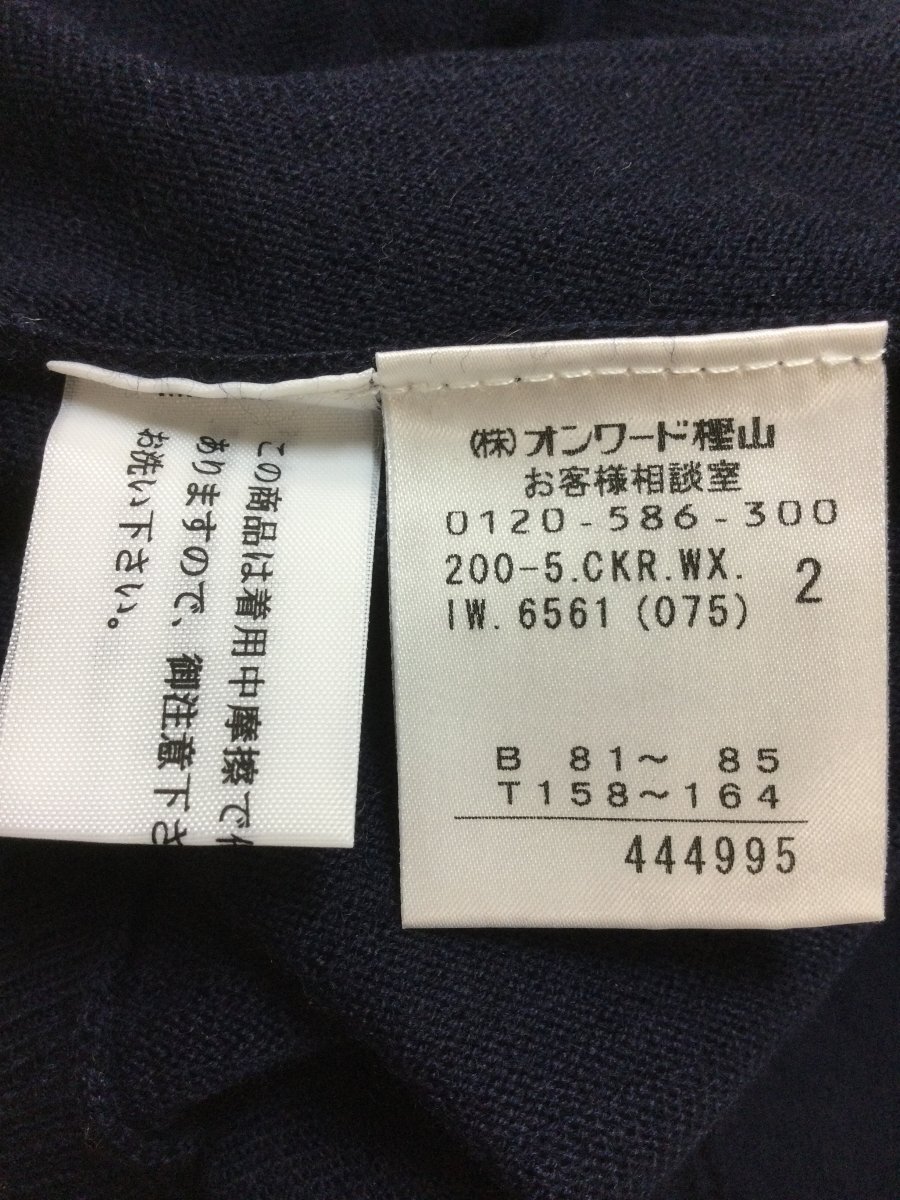 この商品は着用中摩擦で
ありますので、御注意下さ
お洗い下さい。
㈱オンワード樫山
お客様相談室
0120-586-300
200-5.CKR.WX.
IW.6561 (075)
2
B 81～ 85
T158～164
444995